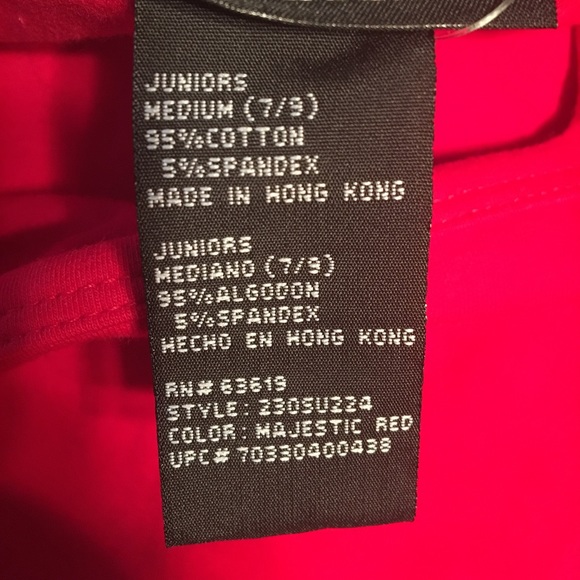 JUNIORS
MEDIUM (7/9)
95%COTTON
5%SPANDEX
MADE IN HONG KONG
JUNIORS
MEDIANO (7/9)
95%ALGODON
5%SPANDEX
HECHO EN HONG KONG
RN# 63619
STYLE: 2305U224
COLOR: MAJESTIC RED
UPC# 70330400438